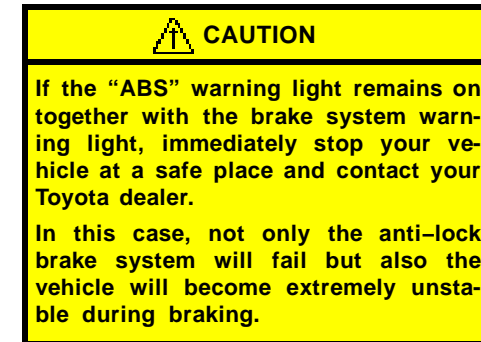 CAUTION
If the “ABS” warning light remains on
together with the brake system warn-
ing light, immediately stop your ve-
hicle at a safe place and contact your
Toyota dealer.
In this case, not only the anti–lock
brake system will fail but also the
vehicle will become extremely unsta-
ble during braking.